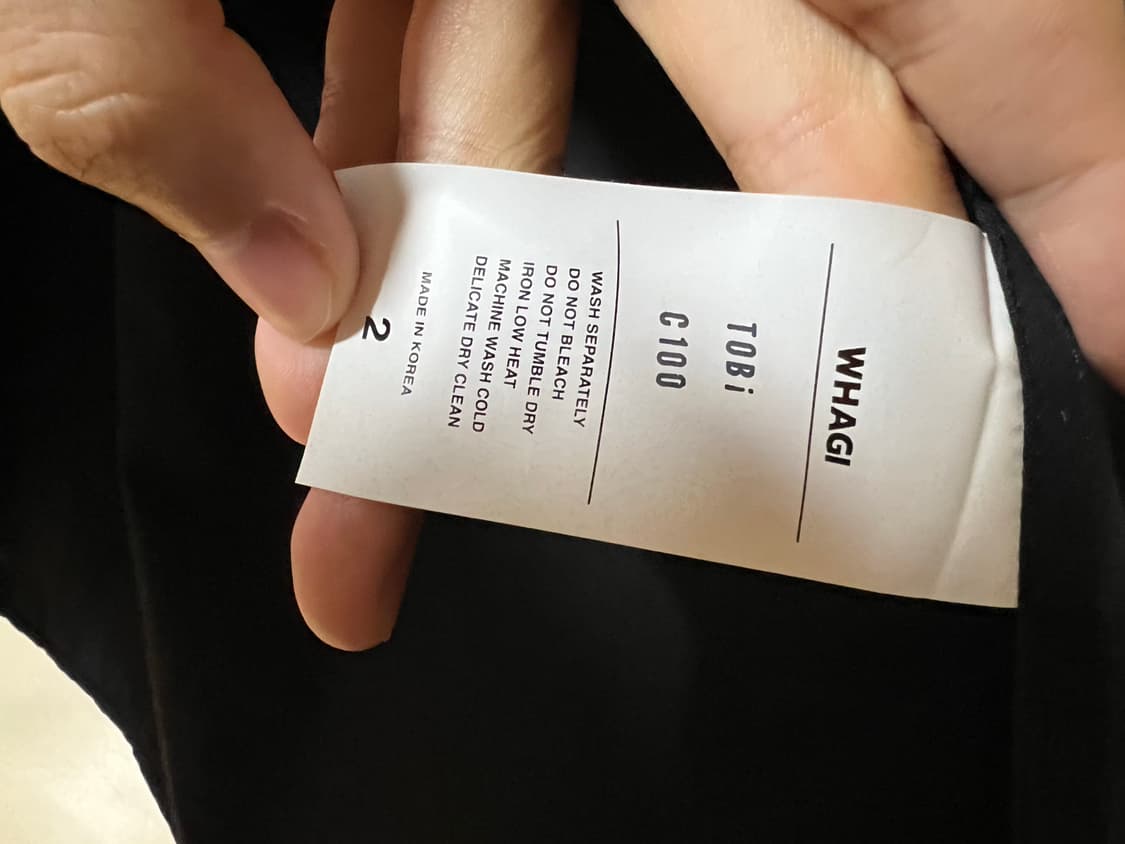 WHAGI
TOBi
C 100
WASH SEPARATELY
DO NOT BLEACH
DO NOT TUMBLE DRY
IRON LOW HEAT
MACHINE WASH COLD
DELICATE DRY CLEAN
MADE IN KOREA
2